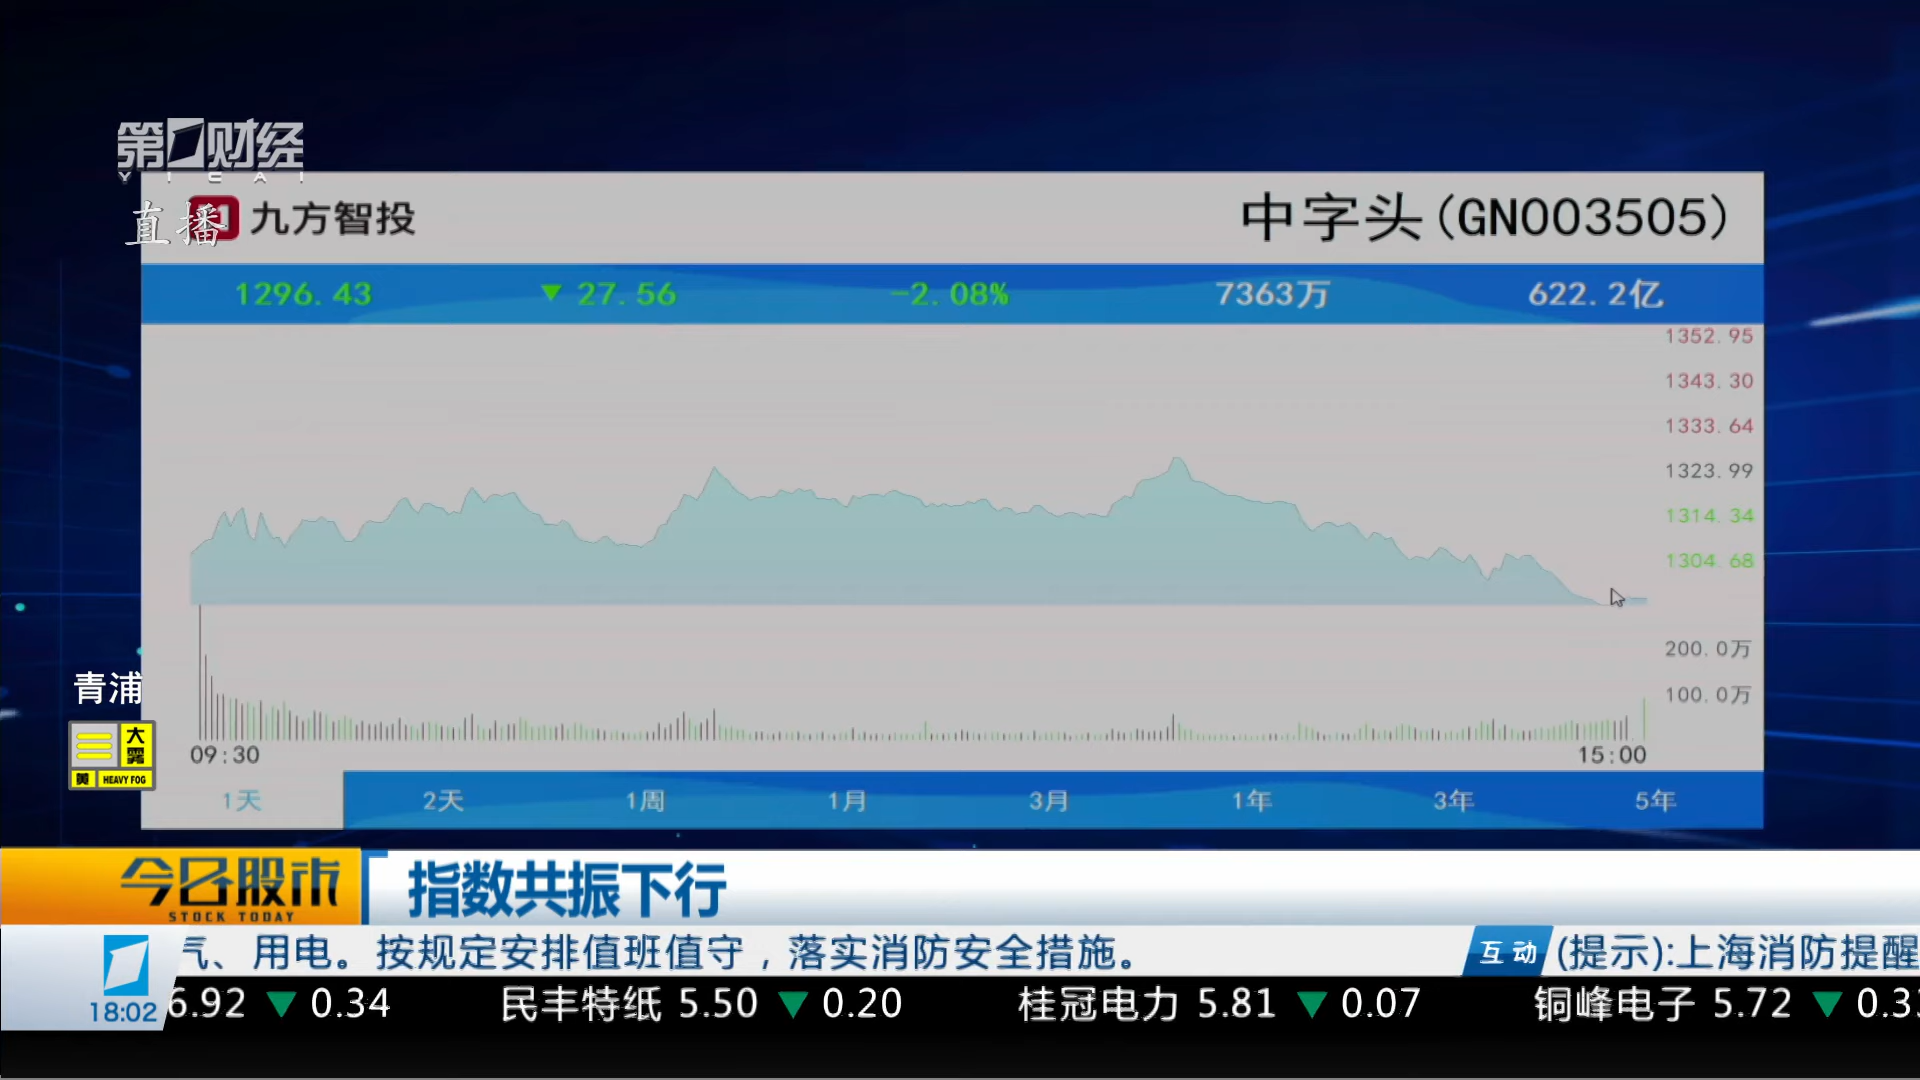 第1财经
YICAI
直播
九方智投
中字头(GN003505)
1296.43 ▼ 27.56 -2.08% 7363万 622.2亿
1352.95
1343.30
1333.64
1323.99
1314.34
1304.68
200.0万
100.0万
09:30 15:00
青浦
大雾
黄 HEAVY FOG
1天 2天 1周 1月 3月 1年 3年 5年
今日股市
STOCK TODAY
指数共振下行
气、用电。按规定安排值班值守，落实消防安全措施。 互动 (提示):上海消防提醒
18:02
6.92 ▼ 0.34 民丰特纸 5.50 ▼ 0.20 桂冠电力 5.81 ▼ 0.07 铜峰电子 5.72 ▼ 0.3